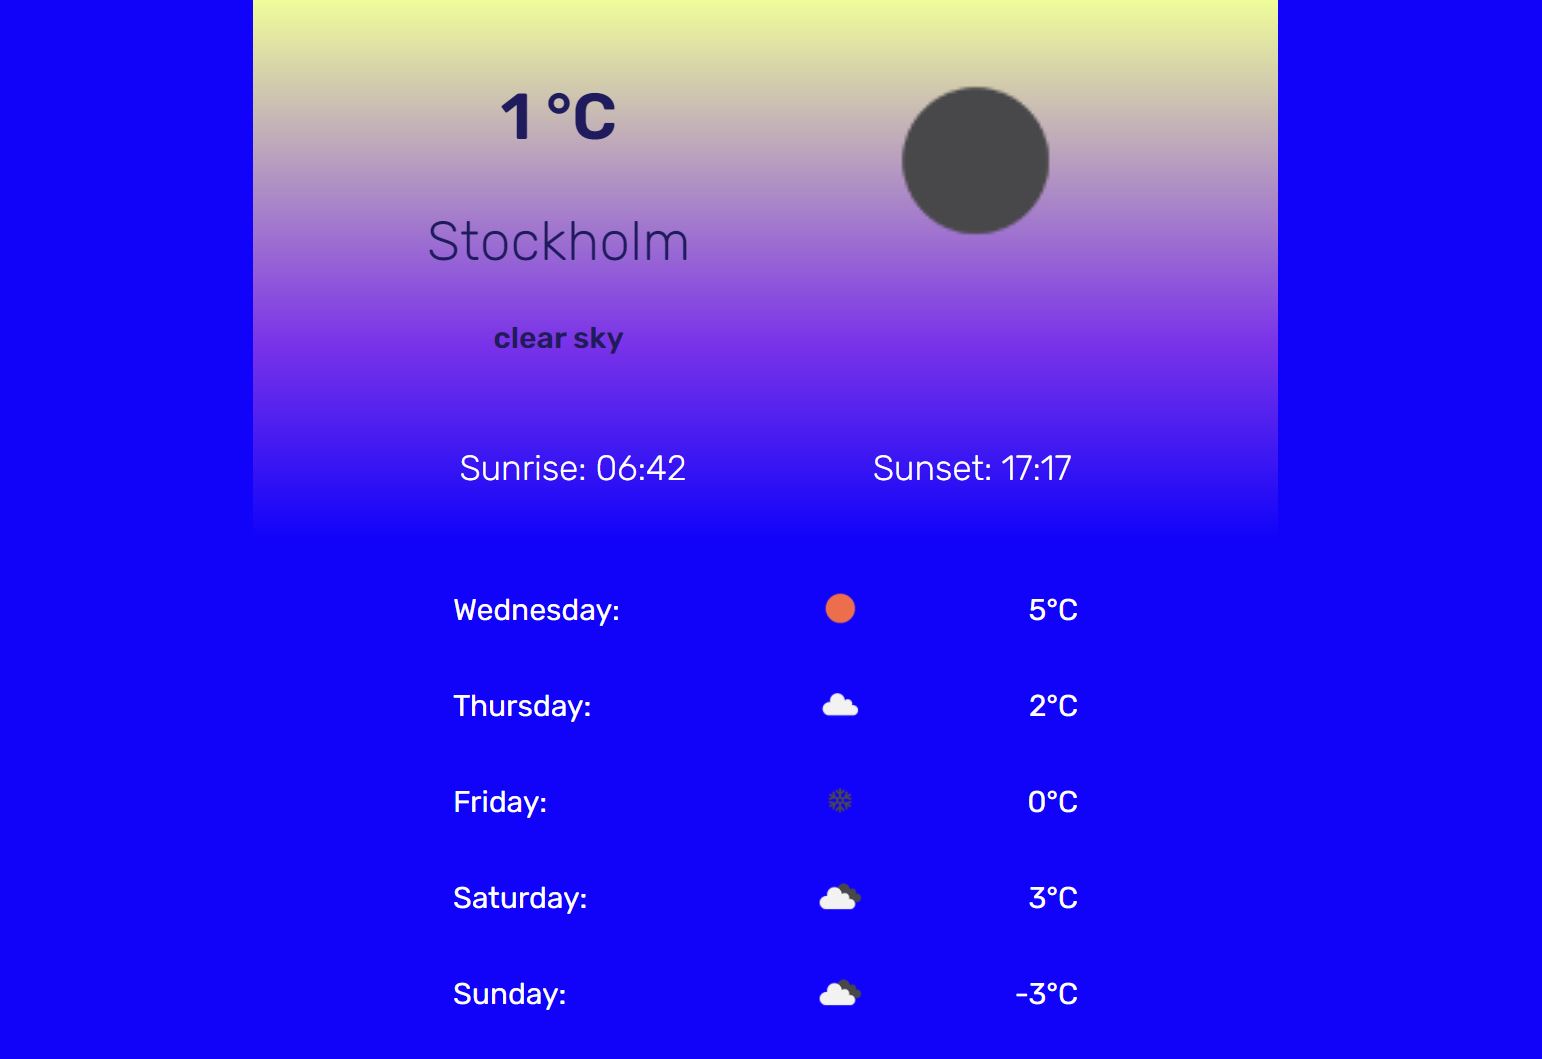 1 °C
Stockholm
clear sky
Sunrise: 06:42 Sunset: 17:17
Wednesday: 5°C
Thursday: 2°C
Friday: 0°C
Saturday: 3°C
Sunday: -3°C